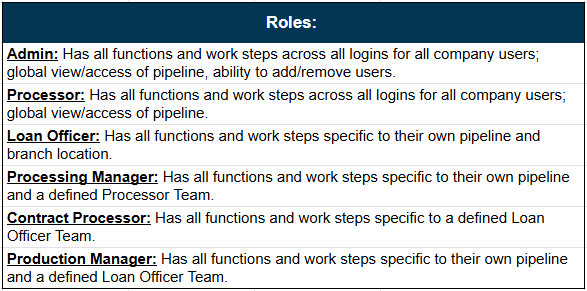 Roles:
Admin: Has all functions and work steps across all logins for all company users;
global view/access of pipeline, ability to add/remove users.
Processor: Has all functions and work steps across all logins for all company users;
global view/access of pipeline.
Loan Officer: Has all functions and work steps specific to their own pipeline and
branch location.
Processing Manager: Has all functions and work steps specific to their own pipeline
and a defined Processor Team.
Contract Processor: Has all functions and work steps specific to a defined Loan
Officer Team.
Production Manager: Has all functions and work steps specific to their own pipeline
and a defined Loan Officer Team.